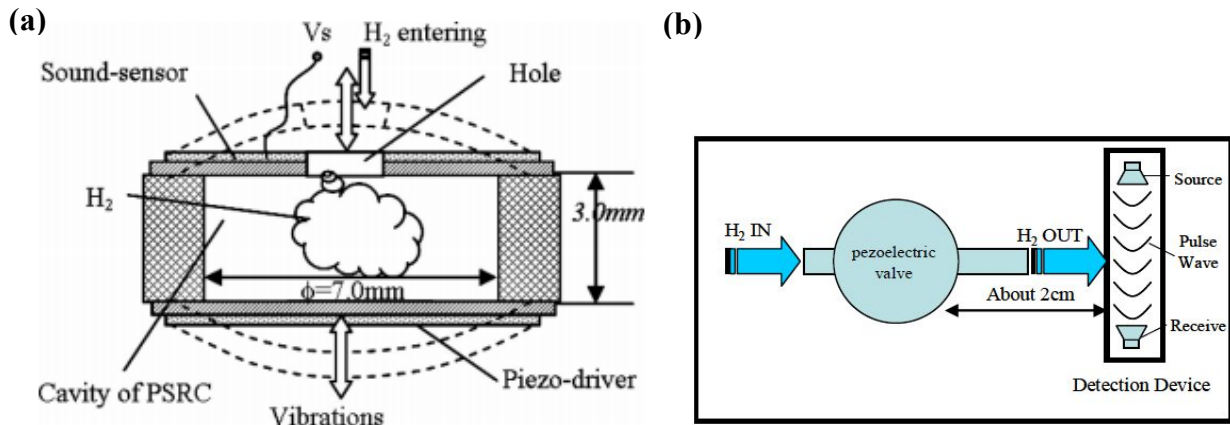 (a)
Vs
H₂ entering
Sound-sensor
Hole
H₂
3.0mm
ϕ=7.0mm
Cavity of PSRC
Piezo-driver
Vibrations
(b)
H₂ IN
pezoelectric
valve
H₂ OUT
About 2cm
Source
Pulse
Wave
Receive
Detection Device